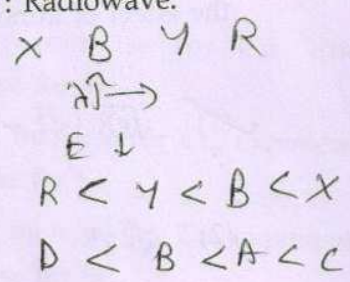 : Radiowave.
X B Y R
λ↑ →
E ↓
R < Y < B < X
D < B < A < C